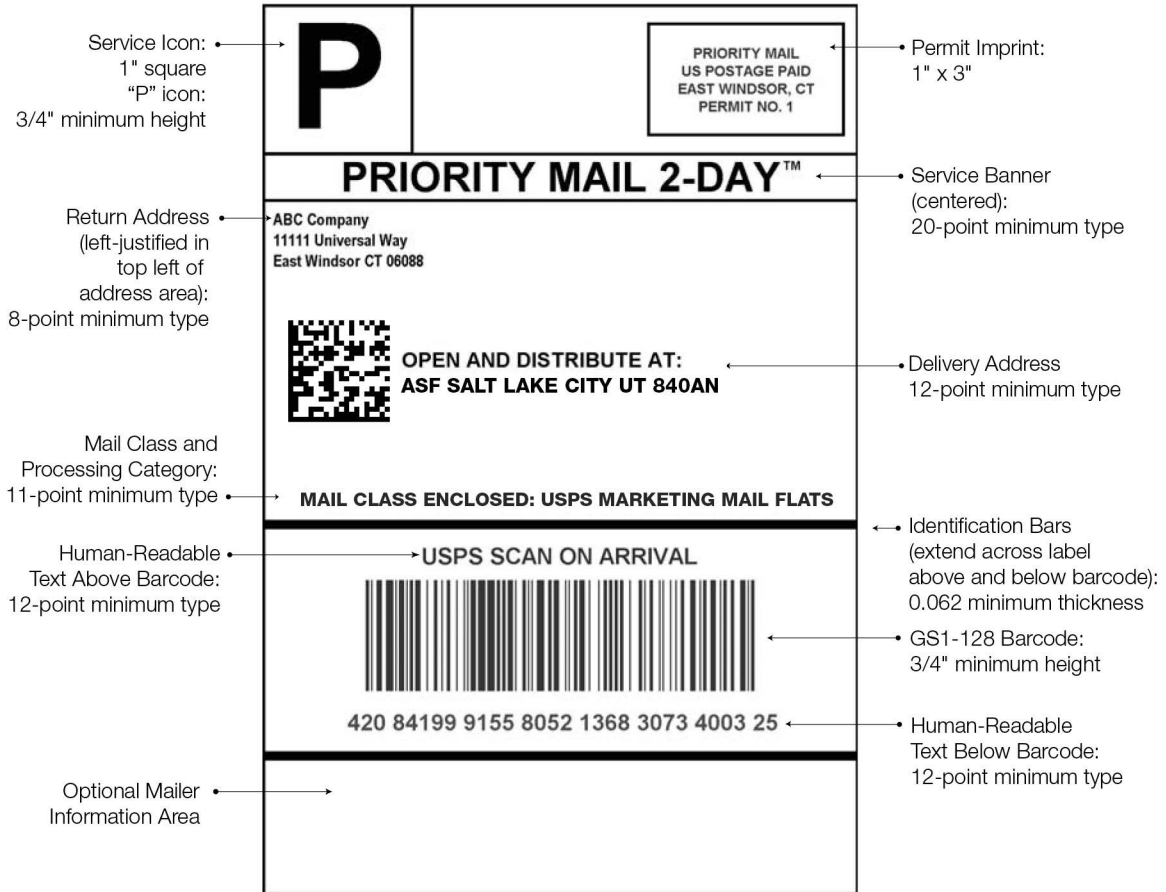 Service Icon:
1" square
“P” icon:
3/4" minimum height
P
PRIORITY MAIL
US POSTAGE PAID
EAST WINDSOR, CT
PERMIT NO. 1
Permit Imprint:
1" x 3"
PRIORITY MAIL 2-DAY™
Service Banner
(centered):
20-point minimum type
Return Address
(left-justified in
top left of
address area):
8-point minimum type
ABC Company
11111 Universal Way
East Windsor CT 06088
OPEN AND DISTRIBUTE AT:
ASF SALT LAKE CITY UT 840AN
Delivery Address
12-point minimum type
Mail Class and
Processing Category:
11-point minimum type
MAIL CLASS ENCLOSED: USPS MARKETING MAIL FLATS
Identification Bars
(extend across label
above and below barcode):
0.062 minimum thickness
Human-Readable
Text Above Barcode:
12-point minimum type
USPS SCAN ON ARRIVAL
GS1-128 Barcode:
3/4" minimum height
420 84199 9155 8052 1368 3073 4003 25
Human-Readable
Text Below Barcode:
12-point minimum type
Optional Mailer
Information Area